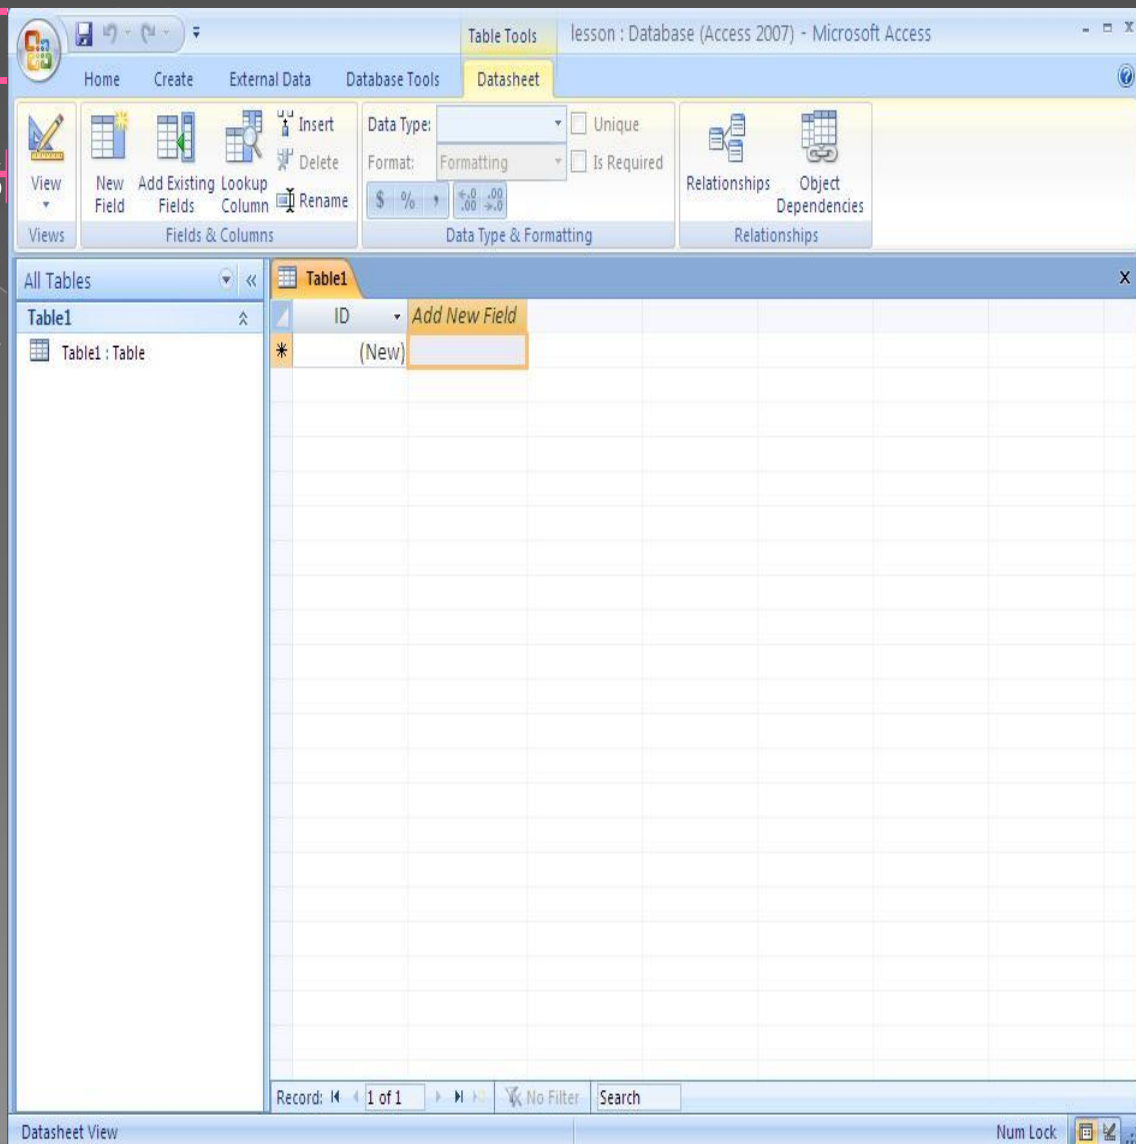 Table Tools
lesson : Database (Access 2007) - Microsoft Access
Home Create External Data Database Tools Datasheet
View
New Field
Add Existing Fields
Lookup Column
Insert
Delete
Rename
Data Type:
Format: Formatting
$ % ,
Unique
Is Required
Relationships
Object Dependencies
Views
Fields & Columns
Data Type & Formatting
Relationships
All Tables
Table1
Table1 : Table
Table1
ID Add New Field
(New)
Record: 1 of 1 No Filter Search
Datasheet View
Num Lock